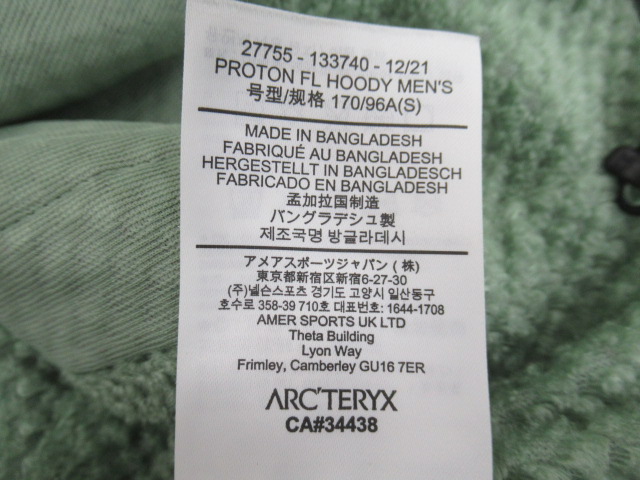 27755 - 133740 - 12/21
PROTON FL HOODY MEN'S
号型/规格 170/96A(S)
MADE IN BANGLADESH
FABRIQUÉ AU BANGLADESH
HERGESTELLT IN BANGLADESCH
FABRICADO EN BANGLADESH
孟加拉国制造
バングラデシュ製
제조국명 방글라데시
アメアスポーツジャパン (株)
東京都新宿区新宿6-27-30
(주)넬슨스포츠 경기도 고양시 일산동구
호수로 358-39 710호 대표번호: 1644-1708
AMER SPORTS UK LTD
Theta Building
Lyon Way
Frimley, Camberley GU16 7ER
ARC'TERYX
CA#34438